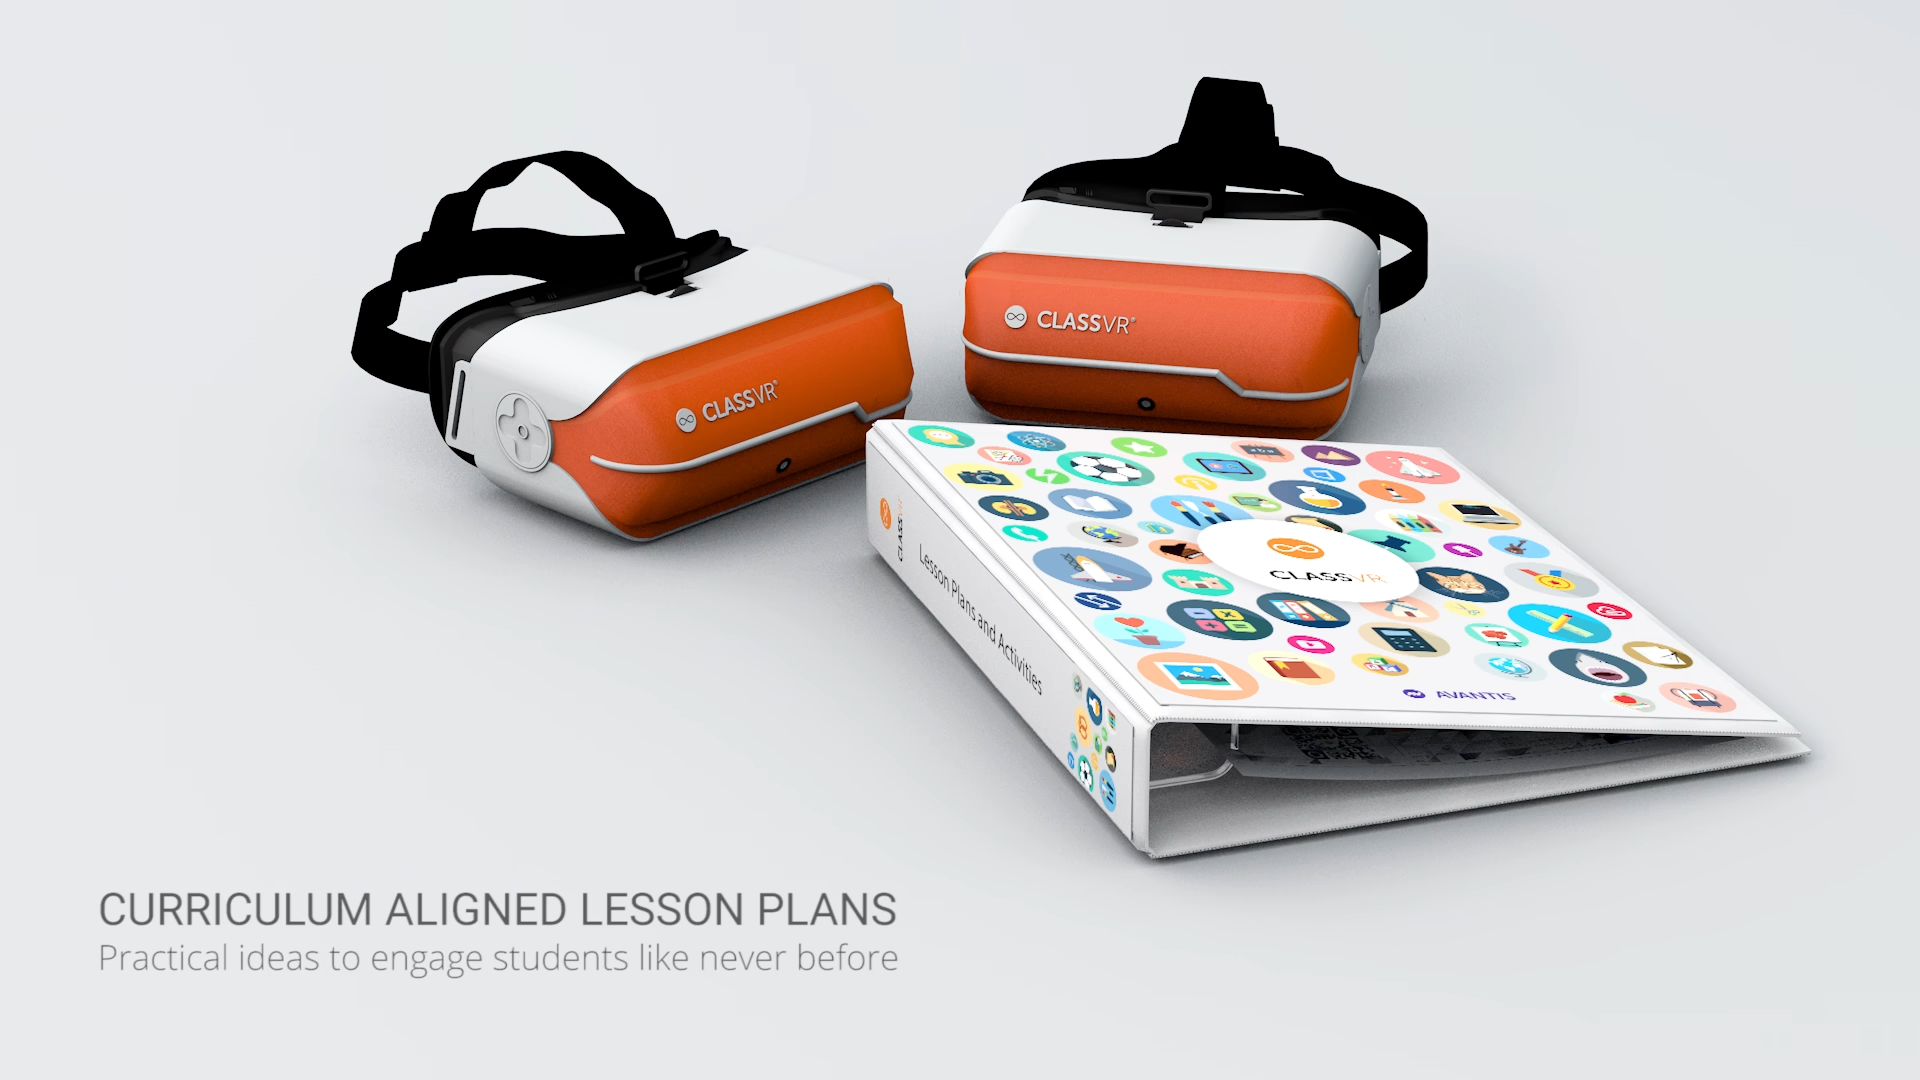 CLASSVR®
CLASSVR®
CLASSVR
Lesson Plans and Activities
CLASSVR
AVANTIS
CURRICULUM ALIGNED LESSON PLANS
Practical ideas to engage students like never before